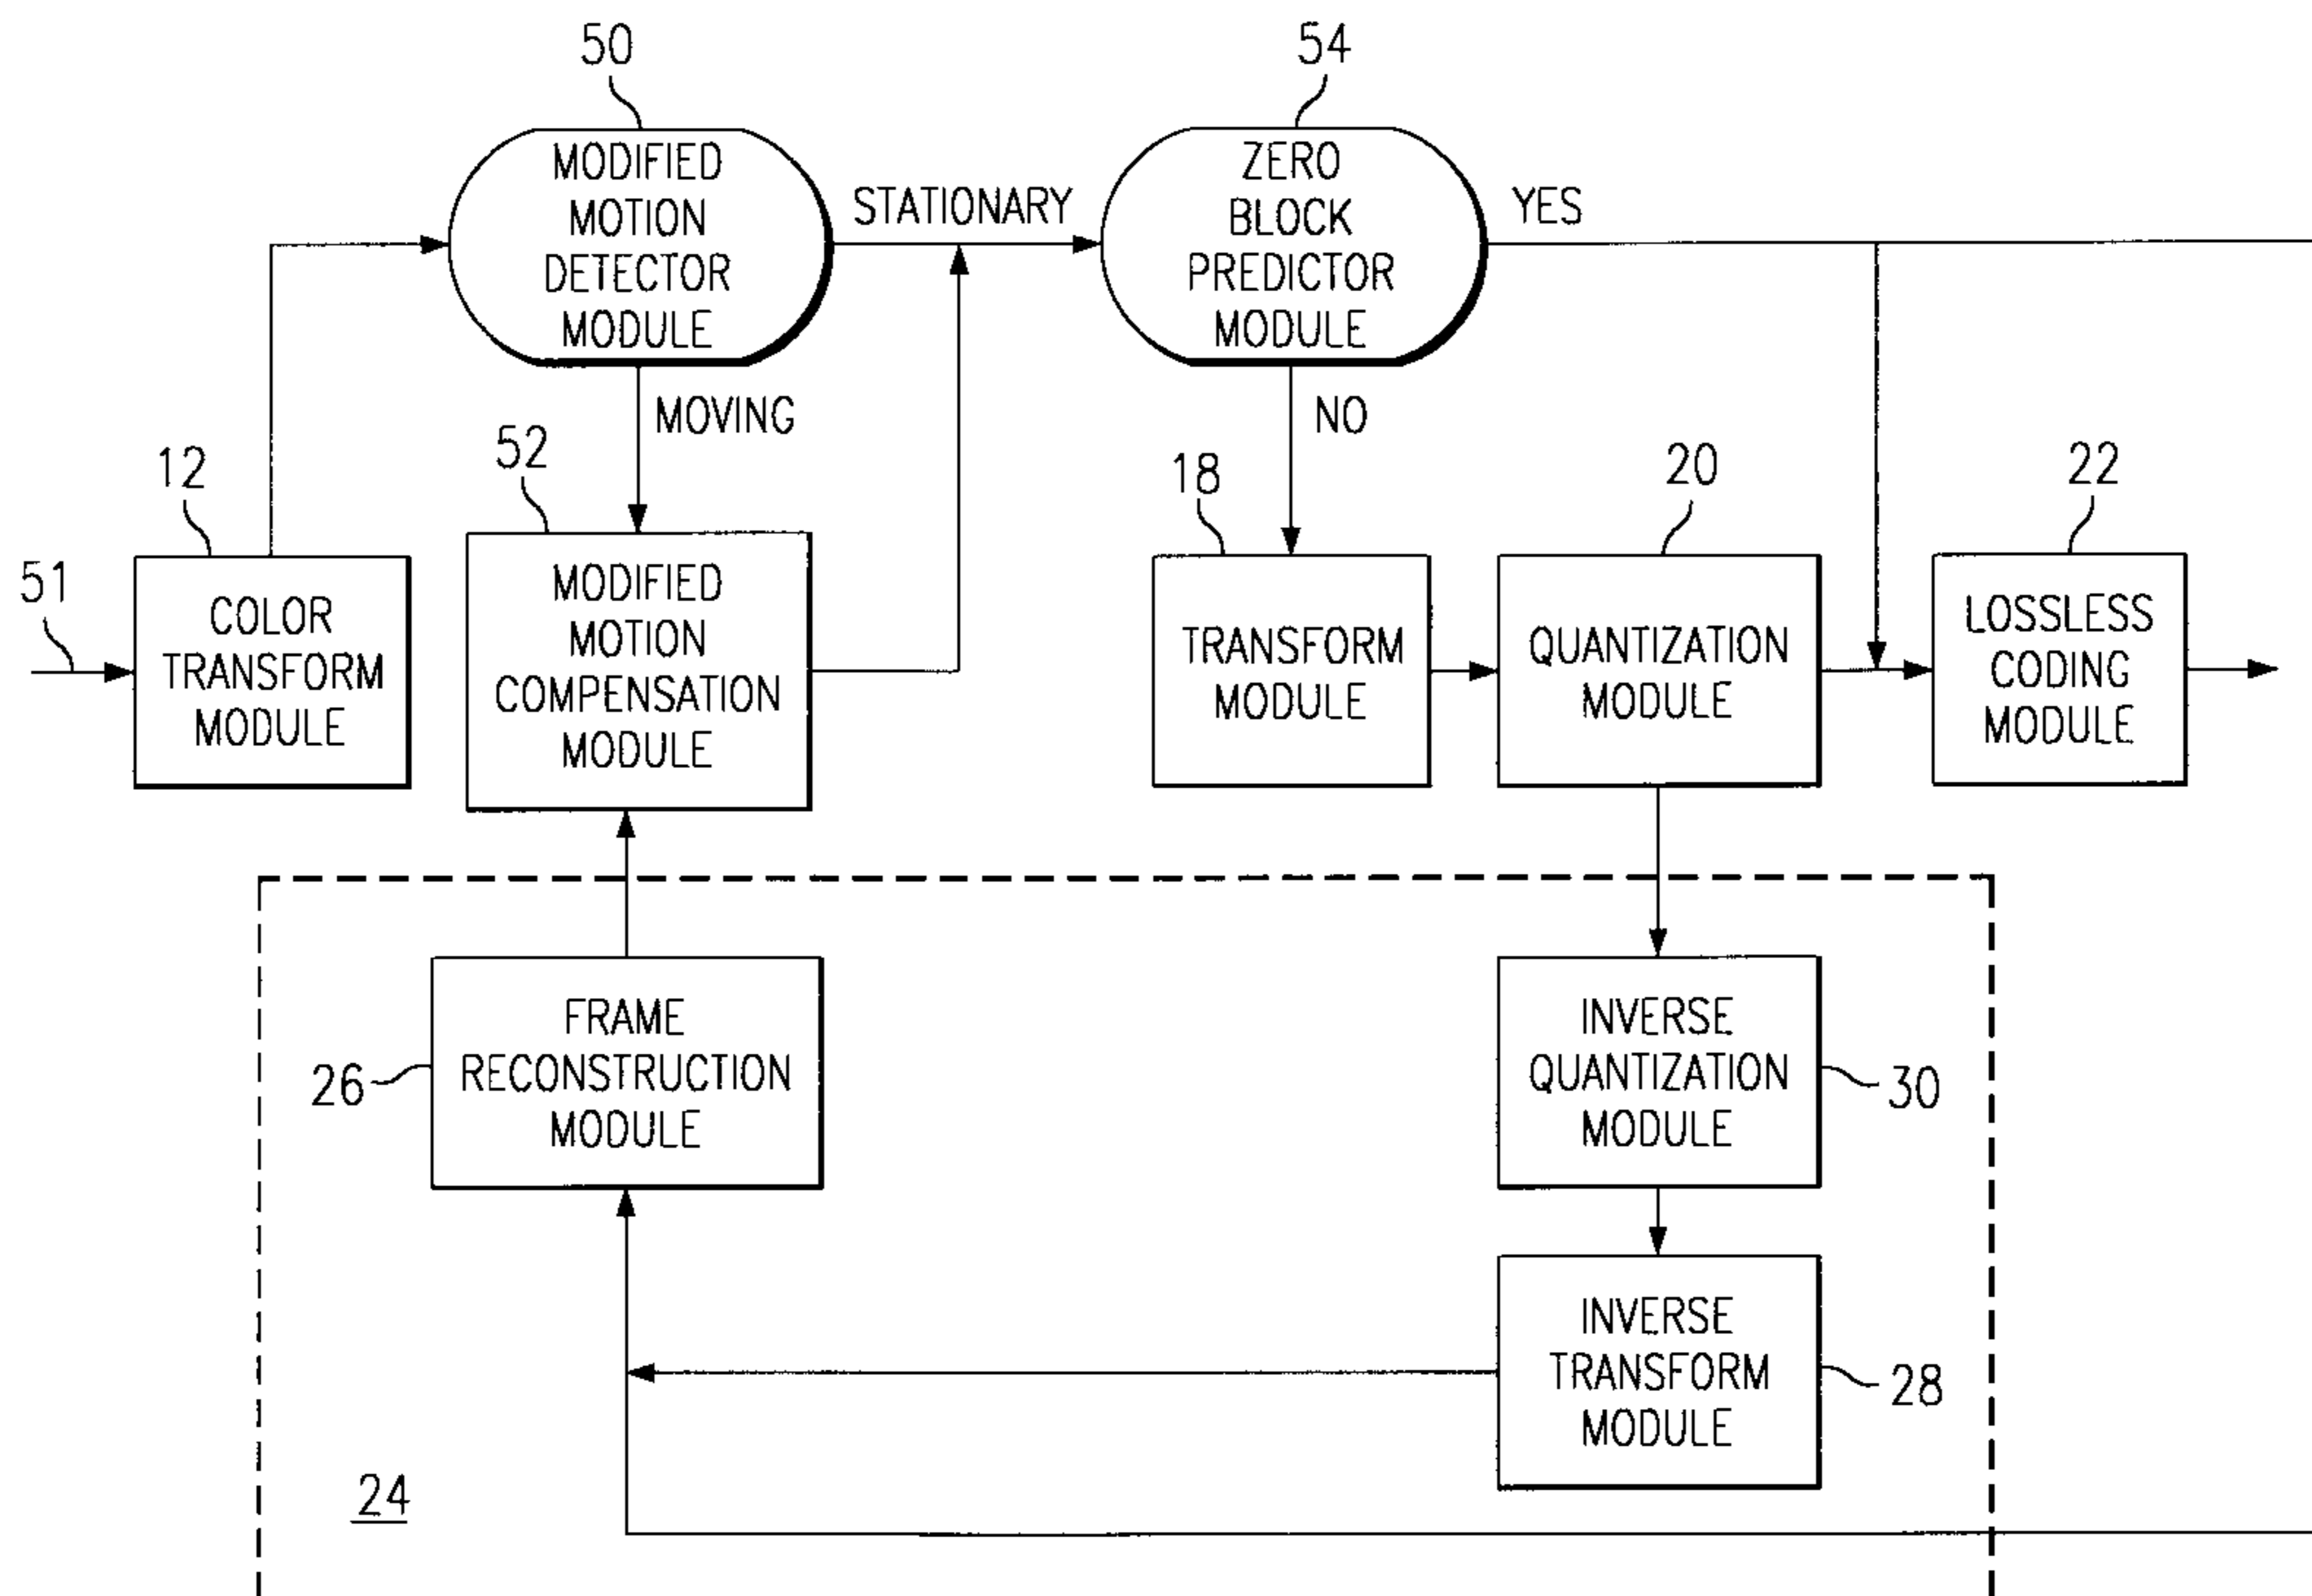 50
54
MODIFIED
MOTION
DETECTOR
MODULE
STATIONARY
ZERO
BLOCK
PREDICTOR
MODULE
YES
MOVING
NO
12
52
18
20
22
51
COLOR
TRANSFORM
MODULE
MODIFIED
MOTION
COMPENSATION
MODULE
TRANSFORM
MODULE
QUANTIZATION
MODULE
LOSSLESS
CODING
MODULE
26
FRAME
RECONSTRUCTION
MODULE
INVERSE
QUANTIZATION
MODULE
30
INVERSE
TRANSFORM
MODULE
28
24